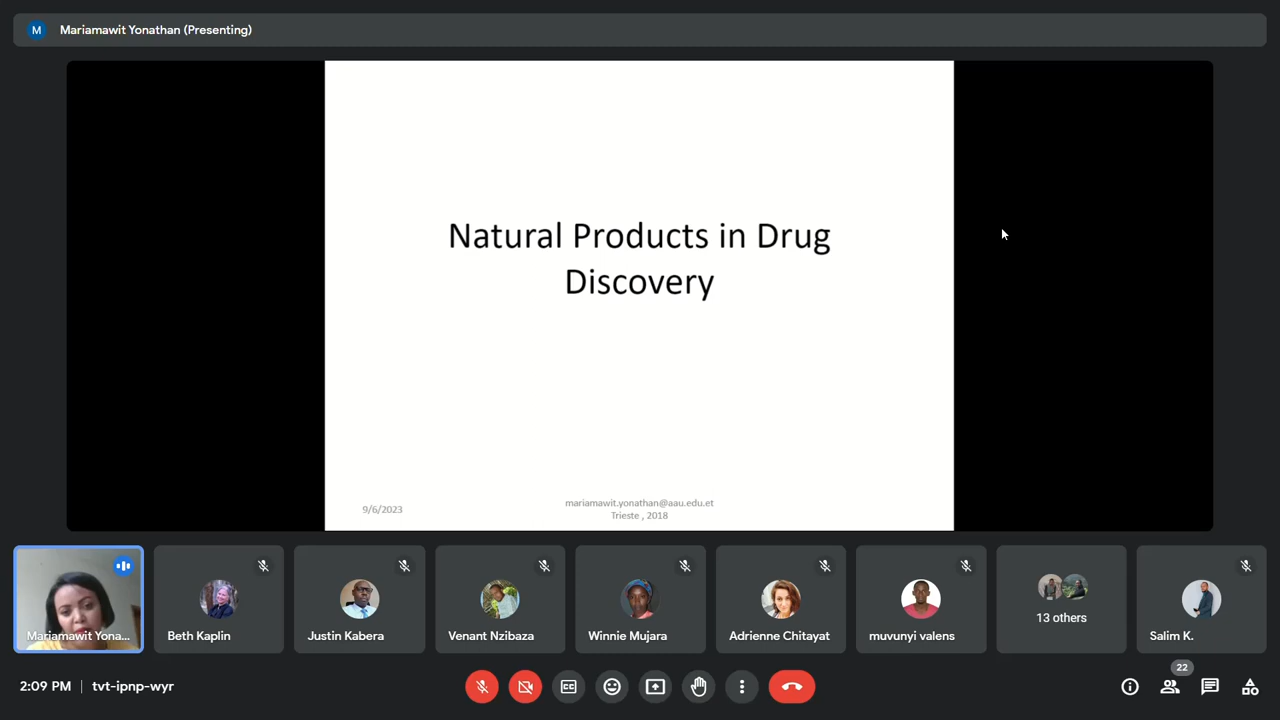 M Mariamawit Yonathan (Presenting)
Natural Products in Drug
Discovery
9/6/2023
mariamawit.yonathan@aau.edu.et
Trieste , 2018
Mariamawit Yona...
Beth Kaplin
Justin Kabera
Venant Nzibaza
Winnie Mujara
Adrienne Chitayat
muvunyi valens
13 others
Salim K.
2:09 PM | tvt-ipnp-wyr
22